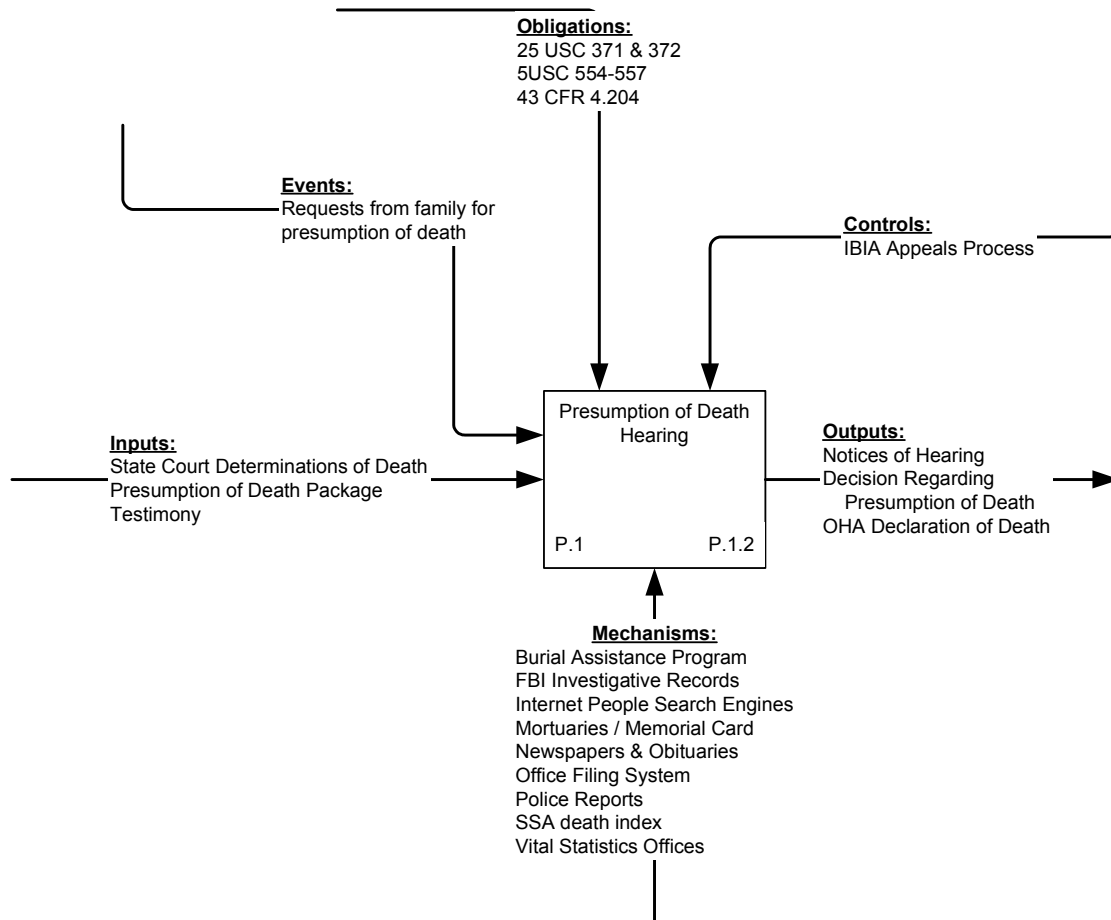 Obligations:
25 USC 371 & 372
5USC 554-557
43 CFR 4.204
Events:
Requests from family for
presumption of death
Controls:
IBIA Appeals Process
Presumption of Death
Hearing
P.1
P.1.2
Inputs:
State Court Determinations of Death
Presumption of Death Package
Testimony
Outputs:
Notices of Hearing
Decision Regarding
Presumption of Death
OHA Declaration of Death
Mechanisms:
Burial Assistance Program
FBI Investigative Records
Internet People Search Engines
Mortuaries / Memorial Card
Newspapers & Obituaries
Office Filing System
Police Reports
SSA death index
Vital Statistics Offices